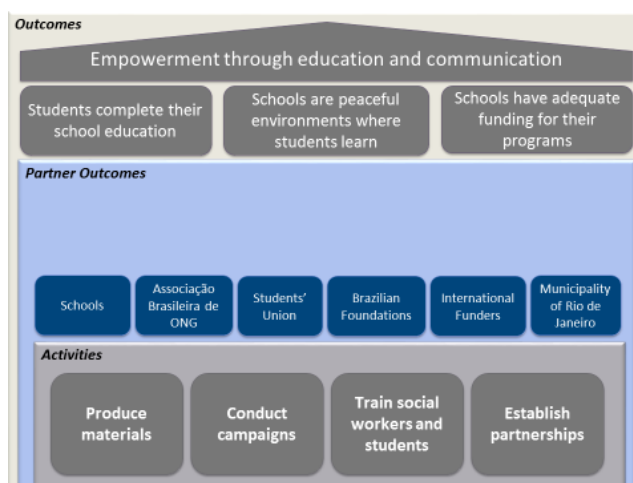 Outcomes
Empowerment through education and communication
Students complete their
school education
Schools are peaceful
environments where
students learn
Schools have adequate
funding for their
programs
Partner Outcomes
Schools
Associação
Brasileira de
ONG
Students'
Union
Brazilian
Foundations
International
Funders
Municipality
of Rio de
Janeiro
Activities
Produce
materials
Conduct
campaigns
Train social
workers and
students
Establish
partnerships